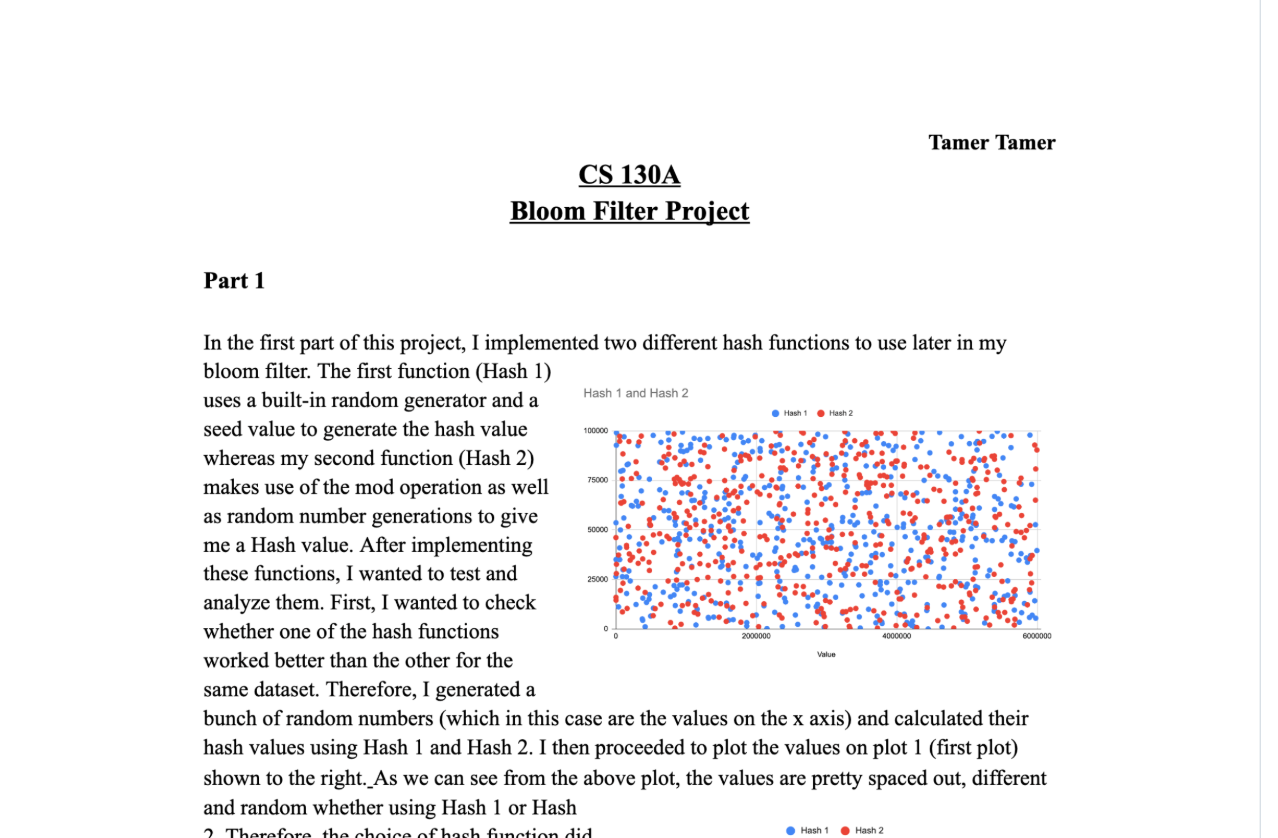 Tamer Tamer
CS 130A
Bloom Filter Project
Part 1
In the first part of this project, I implemented two different hash functions to use later in my
bloom filter. The first function (Hash 1)
uses a built-in random generator and a
seed value to generate the hash value
whereas my second function (Hash 2)
makes use of the mod operation as well
as random number generations to give
me a Hash value. After implementing
these functions, I wanted to test and
analyze them. First, I wanted to check
whether one of the hash functions
worked better than the other for the
same dataset. Therefore, I generated a
Hash 1 and Hash 2
Hash 1 Hash 2
100000
75000
50000
25000
0
0 2000000 4000000 6000000
Value
bunch of random numbers (which in this case are the values on the x axis) and calculated their
hash values using Hash 1 and Hash 2. I then proceeded to plot the values on plot 1 (first plot)
shown to the right. As we can see from the above plot, the values are pretty spaced out, different
and random whether using Hash 1 or Hash
2. Therefore, the choice of hash function did
Hash 1 Hash 2